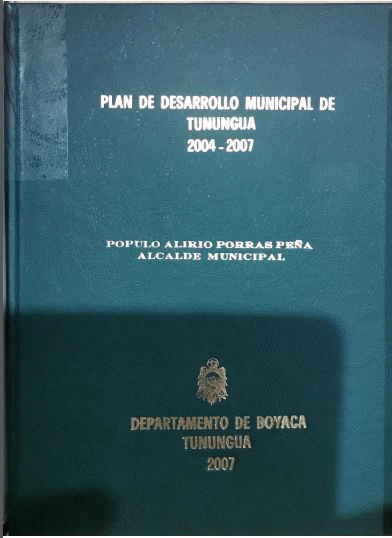 PLAN DE DESARROLLO MUNICIPAL DE
TUNUNGUA
2004-2007
POPULO ALIRIO PORRAS PEÑA
ALCALDE MUNICIPAL
DEPARTAMENTO DE BOYACA
TUNUNGUA
2007